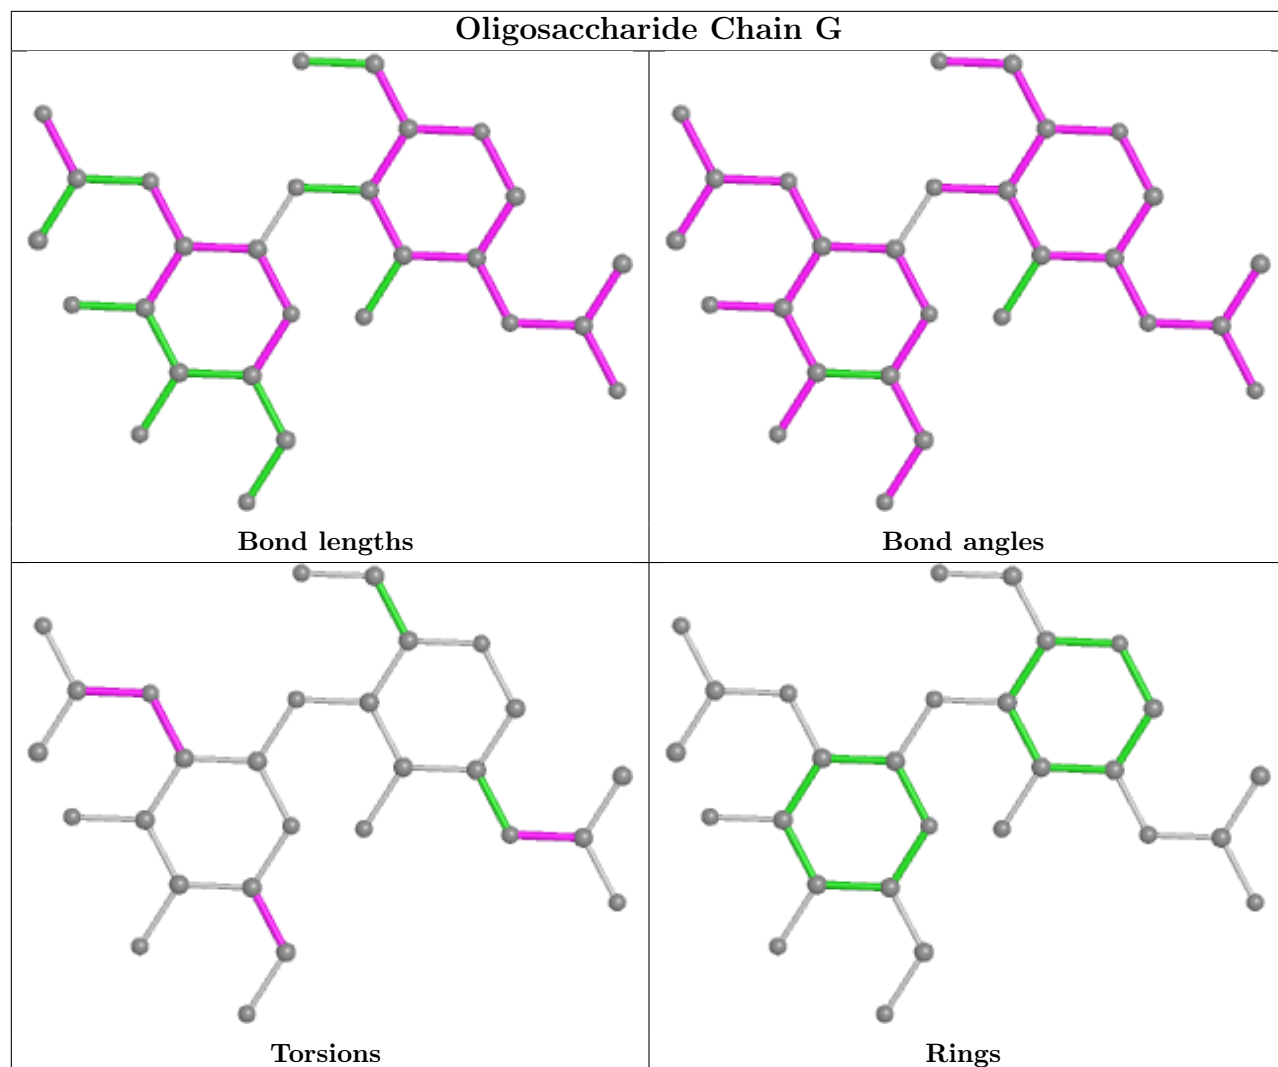 Oligosaccharide Chain G
Bond lengths
Bond angles
Torsions
Rings